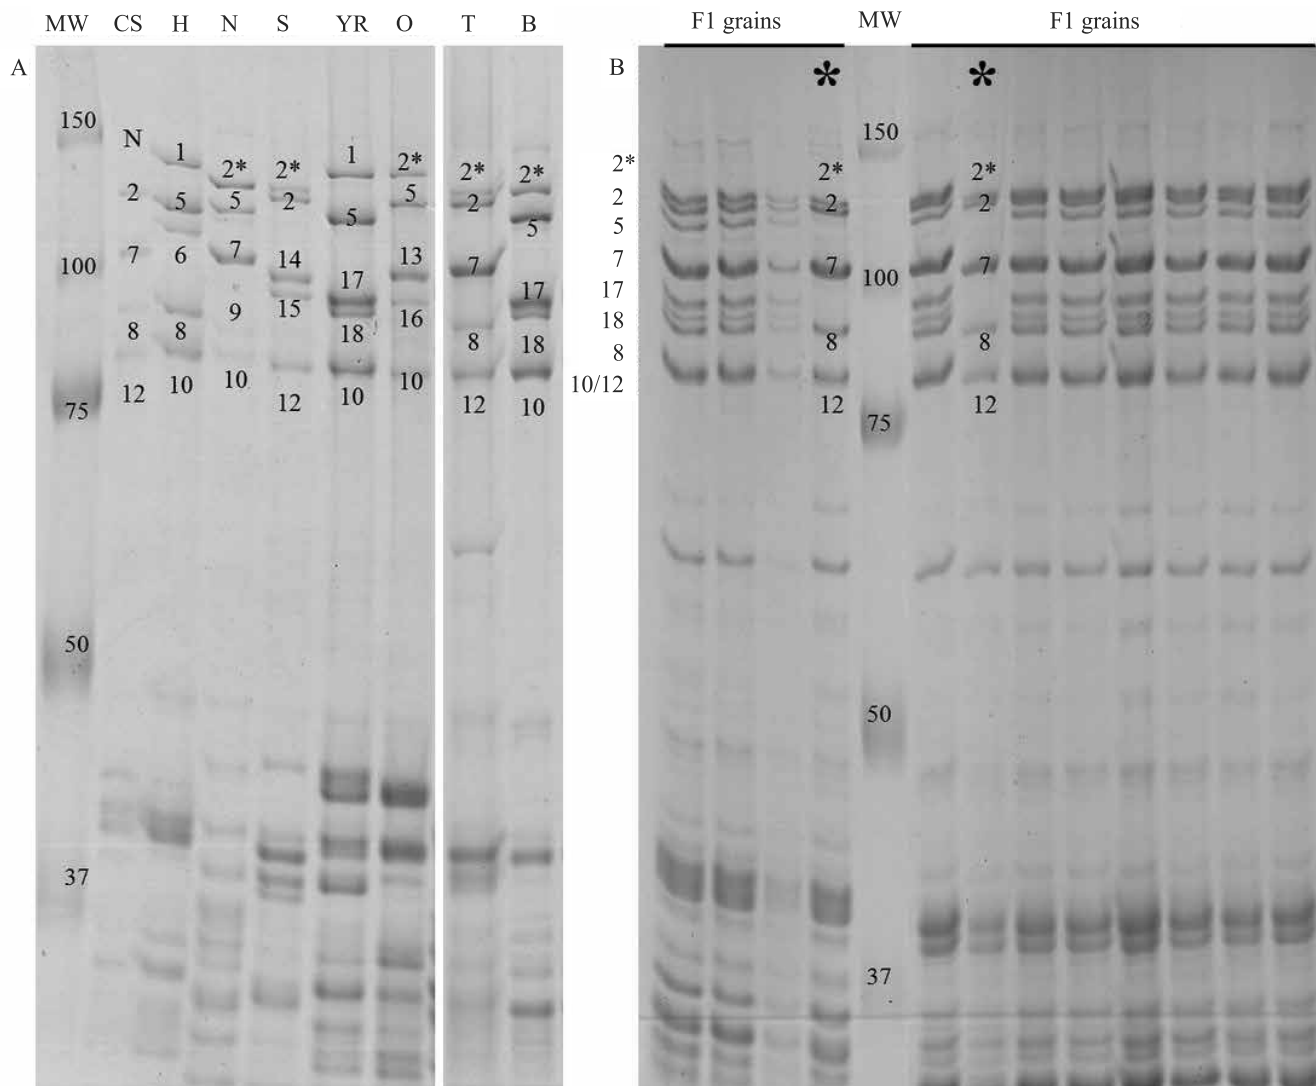 MW CS H N S YR O T B F1 grains MW F1 grains
A B
* *
150 N 1 2* 2* 1 2* 2* 2* 2* 150 2* 2*
2 5 5 2 5 5 2 5 2 2 2
5
100 7 6 7 14 17 13 7 17 7 7 100 7
9 15 18 16 17
8 8 8 18 18 8 8
10 10 10 10 8
75 12 12 10 12 10 10/12 12 75 12
50 50
37 37